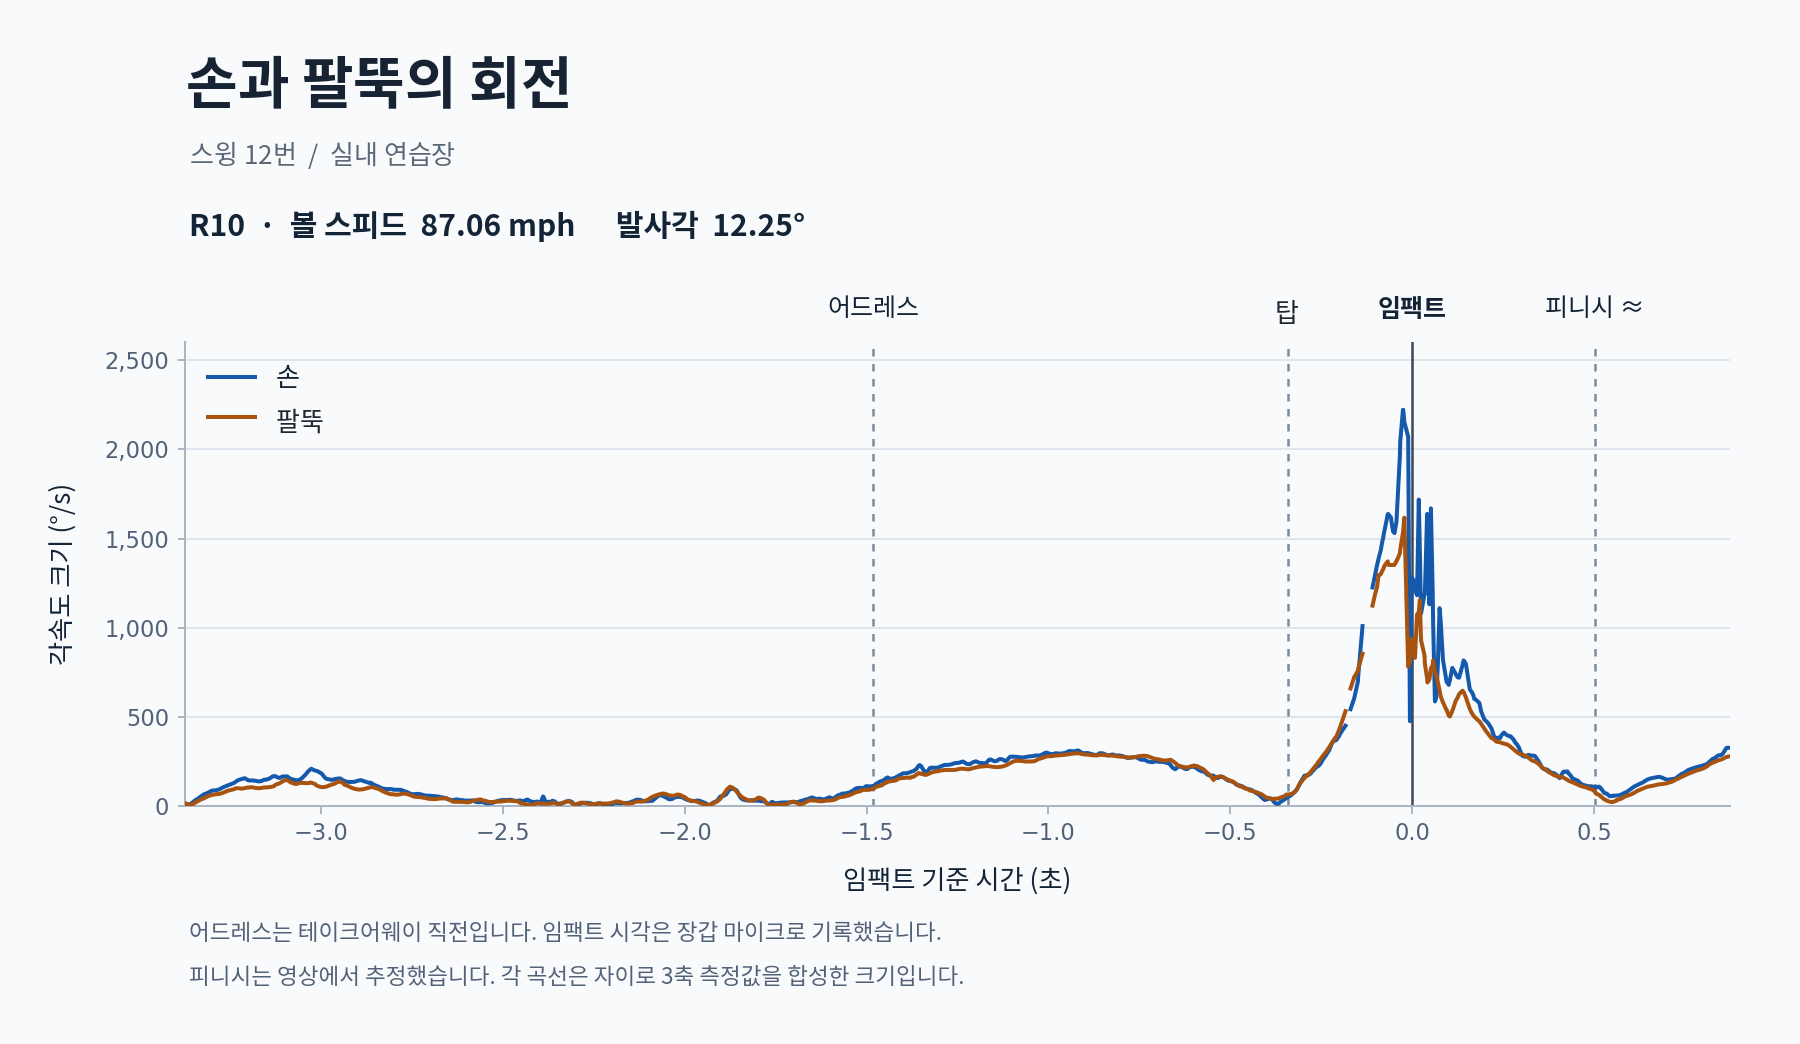 손과 팔뚝의 회전
스윙 12번 / 실내 연습장
R10 · 볼 스피드 87.06 mph 발사각 12.25°
어드레스 탑 임팩트 피니시 ≈
2,500
2,000
1,500
1,000
500
0
손
팔뚝
각속도 크기 (°/s)
−3.0 −2.5 −2.0 −1.5 −1.0 −0.5 0.0 0.5
임팩트 기준 시간 (초)
어드레스는 테이크어웨이 직전입니다. 임팩트 시각은 장갑 마이크로 기록했습니다.
피니시는 영상에서 추정했습니다. 각 곡선은 자이로 3축 측정값을 합성한 크기입니다.